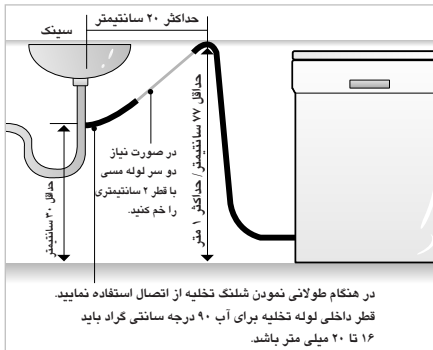 حداکثر ۲۰ سانتیمتر
سینک
حداقل ۷۷ سانتیمتر/ حداکثر ۱ متر
در صورت نیاز
دو سر لوله مسی
با قطر ۲ سانتیمتری
را خم کنید.
حداقل ۳۰ سانتیمتر
در هنگام طولانی نمودن شلنگ تخلیه از اتصال استفاده نمایید.
قطر داخلی لوله تخلیه برای آب ۹۰ درجه سانتی گراد باید
۱۶ تا ۲۰ میلی متر باشد.